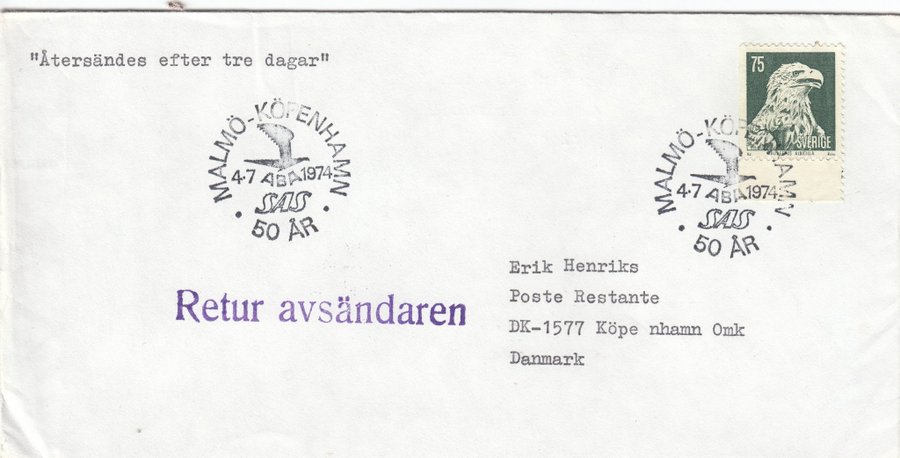 "Återsändes efter tre dagar"
75
SVERIGE
MALMÖ-KÖPENHAMN
4·7 ABA 1974
SAS
· 50 ÅR ·
MALMÖ-KÖPENHAMN
4·7 ABA 1974
SAS
· 50 ÅR ·
Erik Henriks
Poste Restante
DK-1577 Köpe nhamn Omk
Danmark
Retur avsändaren